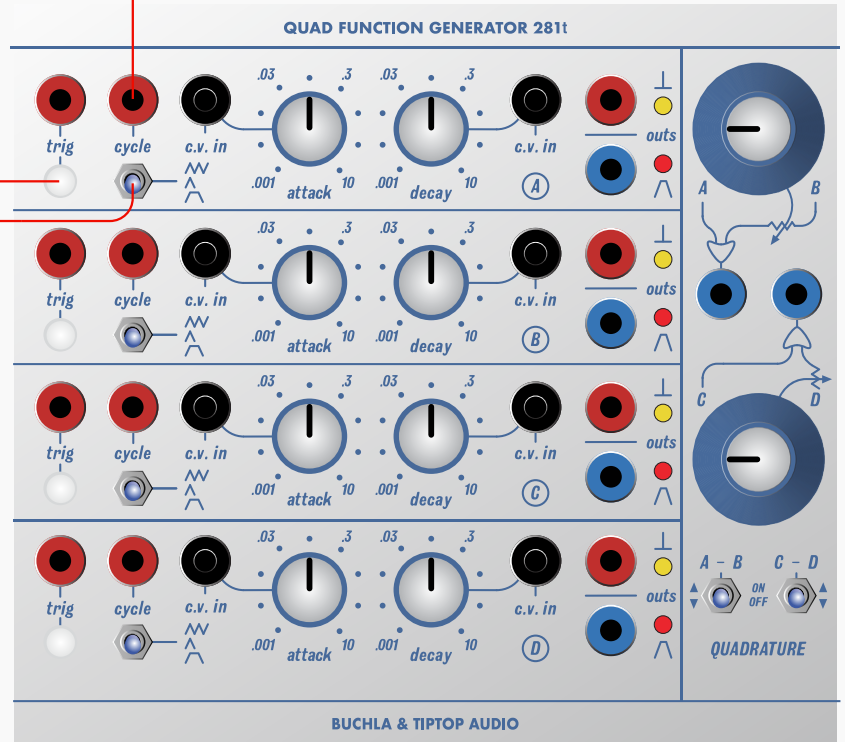 QUAD FUNCTION GENERATOR 281t
.03 .3 .03 .3
trig cycle c.v. in c.v. in outs
.001 attack 10 .001 decay 10 A
.03 .3 .03 .3
trig cycle c.v. in c.v. in outs
.001 attack 10 .001 decay 10 B
.03 .3 .03 .3
trig cycle c.v. in c.v. in outs
.001 attack 10 .001 decay 10 C
.03 .3 .03 .3
trig cycle c.v. in c.v. in outs
.001 attack 10 .001 decay 10 D
A B
C D
A - B C - D
ON
OFF
QUADRATURE
BUCHLA & TIPTOP AUDIO